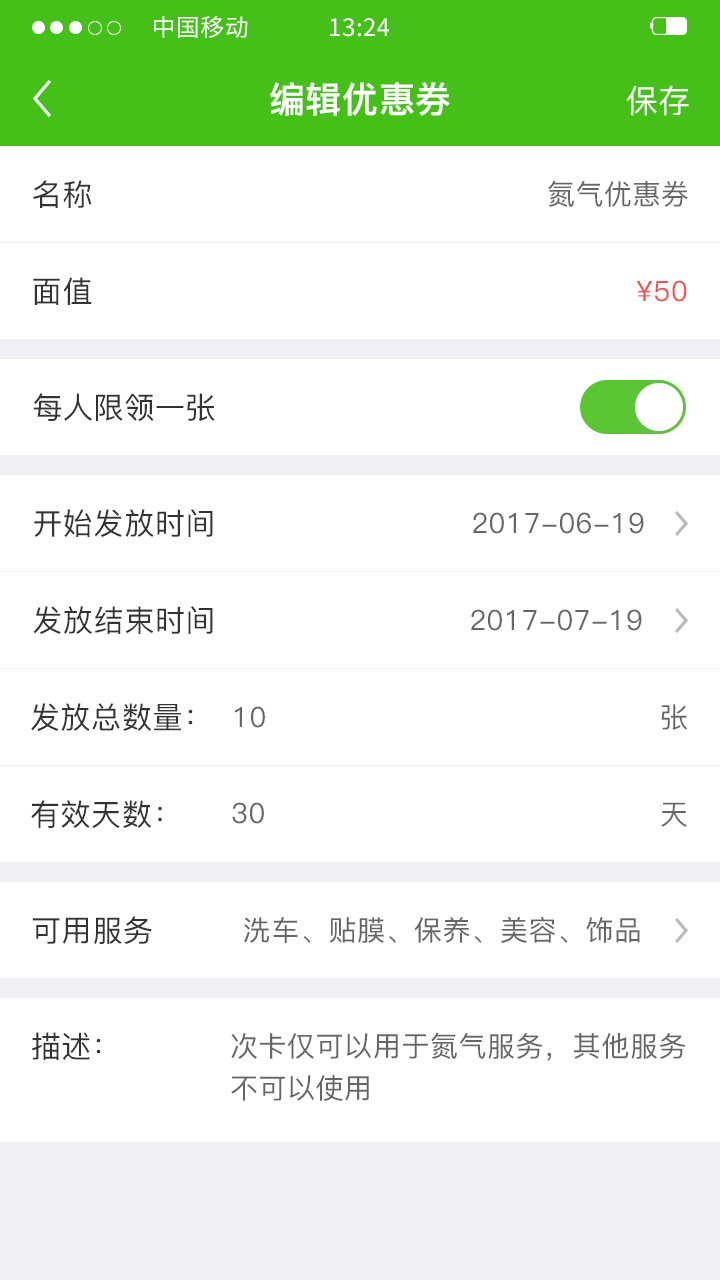 中国移动 13:24
编辑优惠券 保存
名称 氮气优惠券
面值 ¥50
每人限领一张
开始发放时间 2017-06-19
发放结束时间 2017-07-19
发放总数量： 10 张
有效天数： 30 天
可用服务 洗车、贴膜、保养、美容、饰品
描述： 次卡仅可以用于氮气服务，其他服务
不可以使用